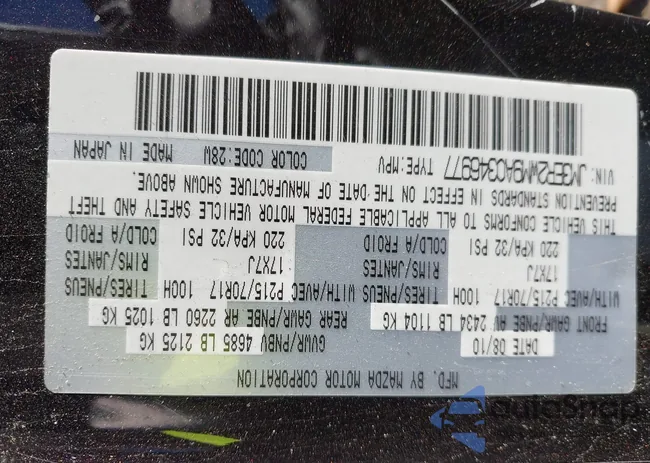 MFD. BY MAZDA MOTOR CORPORATION
DATE 08/10 GVWR/PNBV 4685 LB 2125 KG
FRONT GAWR/PNBE AV 2434 LB 1104 KG REAR GAWR/PNBE AR 2260 LB 1025 KG
WITH/AVEC P215/70R17 100H TIRES/PNEUS WITH/AVEC P215/70R17 100H TIRES/PNEUS
17X7J RIMS/JANTES 17X7J RIMS/JANTES
220 KPA/32 PSI COLD/A FROID 220 KPA/32 PSI COLD/A FROID
THIS VEHICLE CONFORMS TO ALL APPLICABLE FEDERAL MOTOR VEHICLE SAFETY AND THEFT
PREVENTION STANDARDS IN EFFECT ON THE DATE OF MANUFACTURE SHOWN ABOVE.
VIN: JM3ER2WM9A0346977 TYPE:MPV COLOR CODE:28W MADE IN JAPAN
AutoSnap